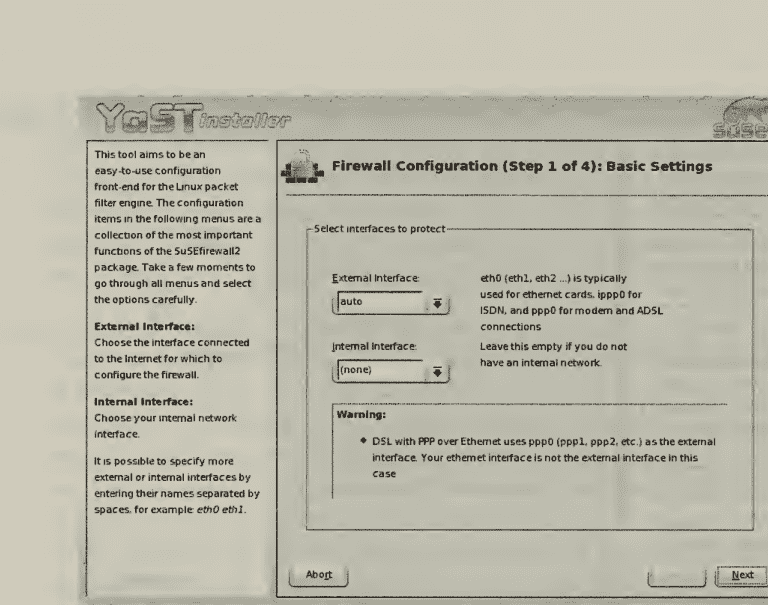 YaST installer
SuSE
This tool aims to be an
easy-to-use configuration
front-end for the Linux packet
filter engine. The configuration
items in the following menus are a
collection of the most important
functions of the SuSEfirewall2
package. Take a few moments to
go through all menus and select
the options carefully.
External Interface:
Choose the interface connected
to the Internet for which to
configure the firewall.
Internal Interface:
Choose your internal network
interface.
It is possible to specify more
external or internal interfaces by
entering their names separated by
spaces, for example: eth0 eth1.
Firewall Configuration (Step 1 of 4): Basic Settings
Select interfaces to protect
External Interface:
auto
eth0 (eth1, eth2 ...) is typically
used for ethernet cards, ippp0 for
ISDN, and ppp0 for modem and ADSL
connections
Internal Interface:
(none)
Leave this empty if you do not
have an internal network.
Warning:
◆ DSL with PPP over Ethernet uses ppp0 (ppp1, ppp2, etc.) as the external
interface. Your ethernet interface is not the external interface in this
case
Abort
Next